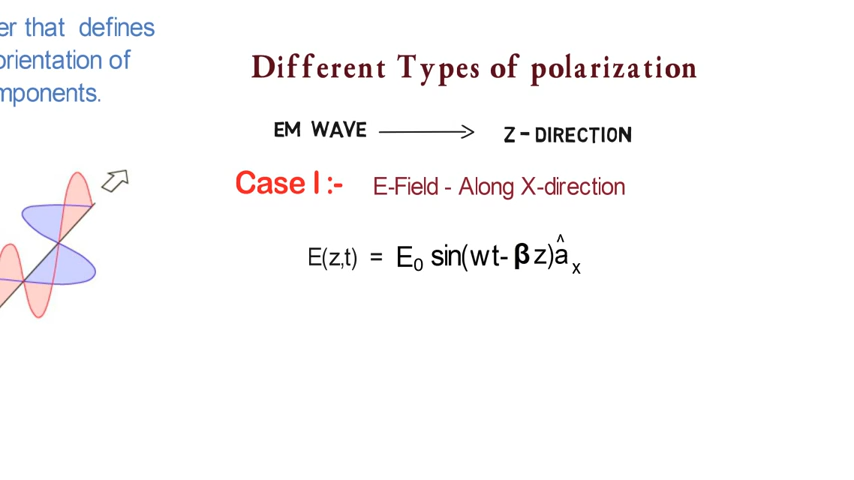 er that defines
orientation of
mponents.
Different Types of polarization
EM WAVE ⟶ Z-DIRECTION
Case I :- E-Field - Along X-direction
E(z,t) = E₀ sin(wt-βz)âₓ